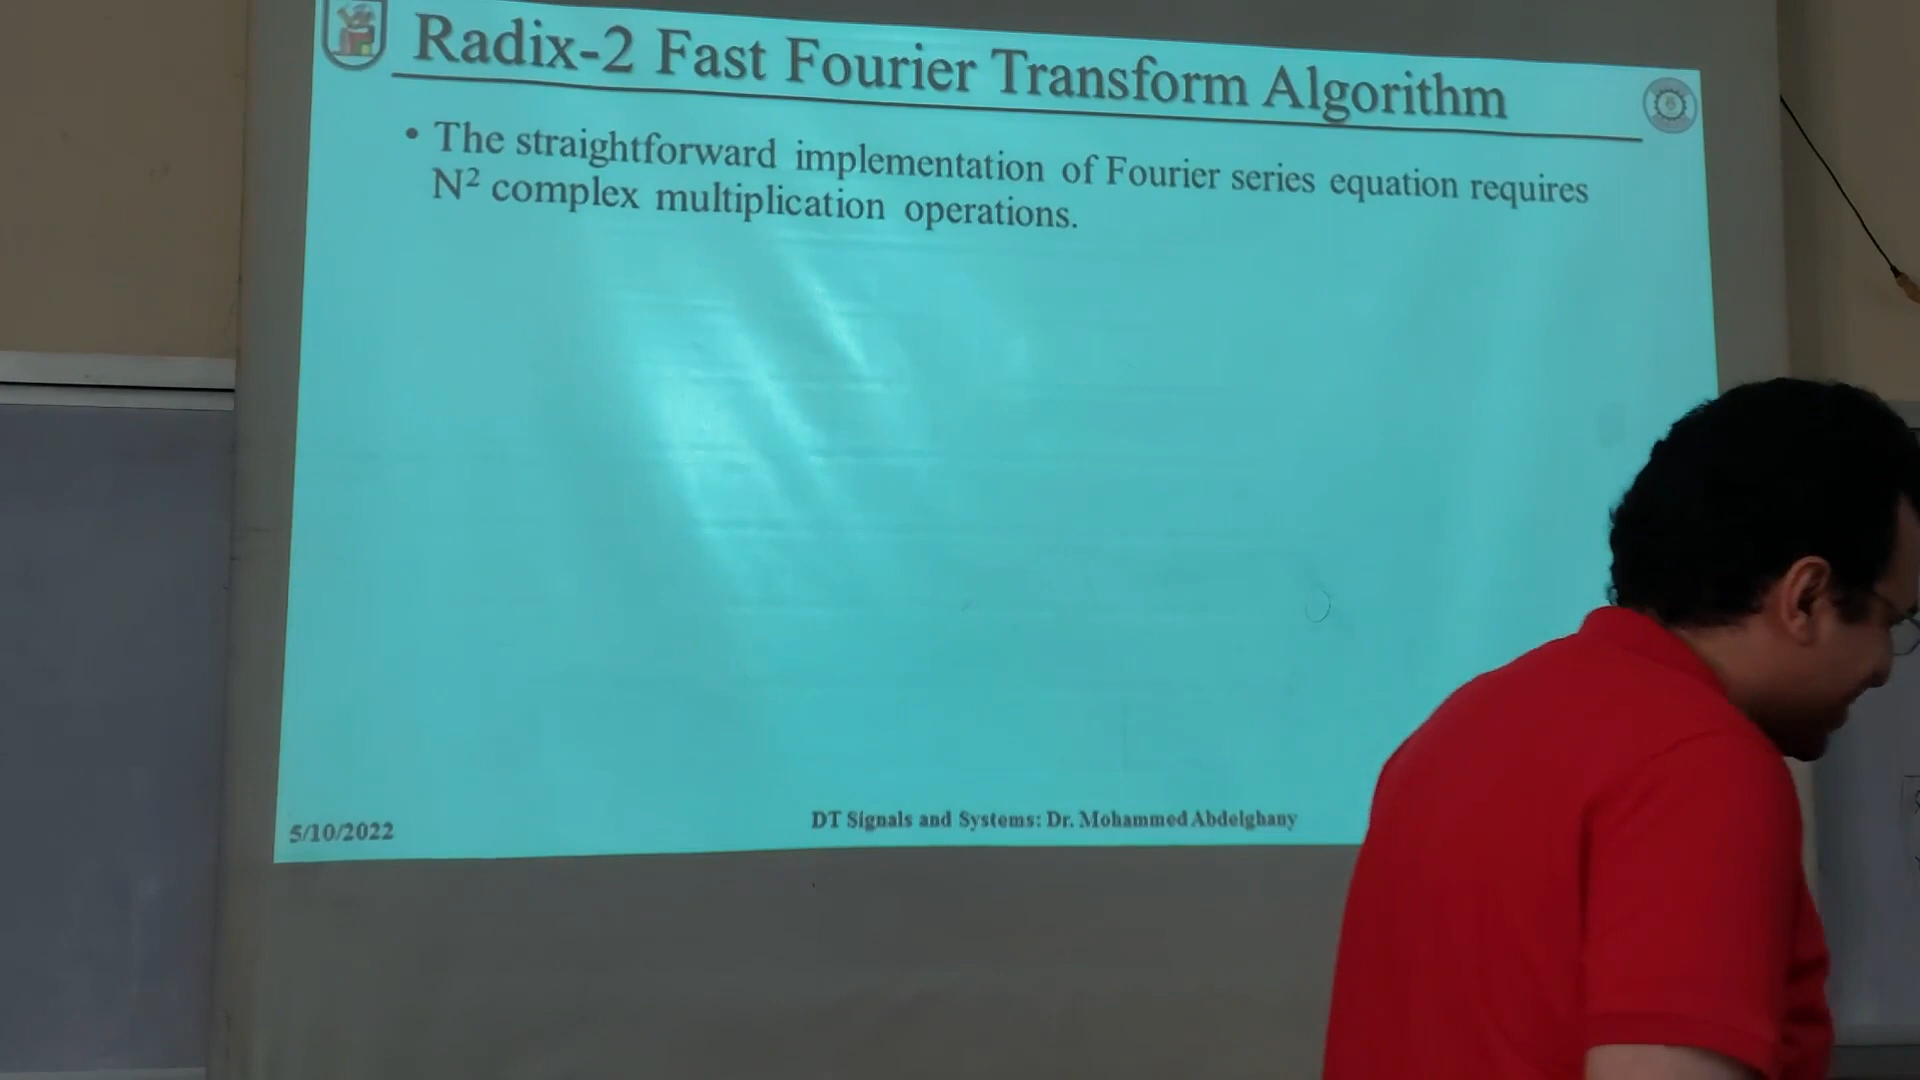 Radix-2 Fast Fourier Transform Algorithm
• The straightforward implementation of Fourier series equation requires
N² complex multiplication operations.
5/10/2022
DT Signals and Systems: Dr. Mohammed Abdelghany